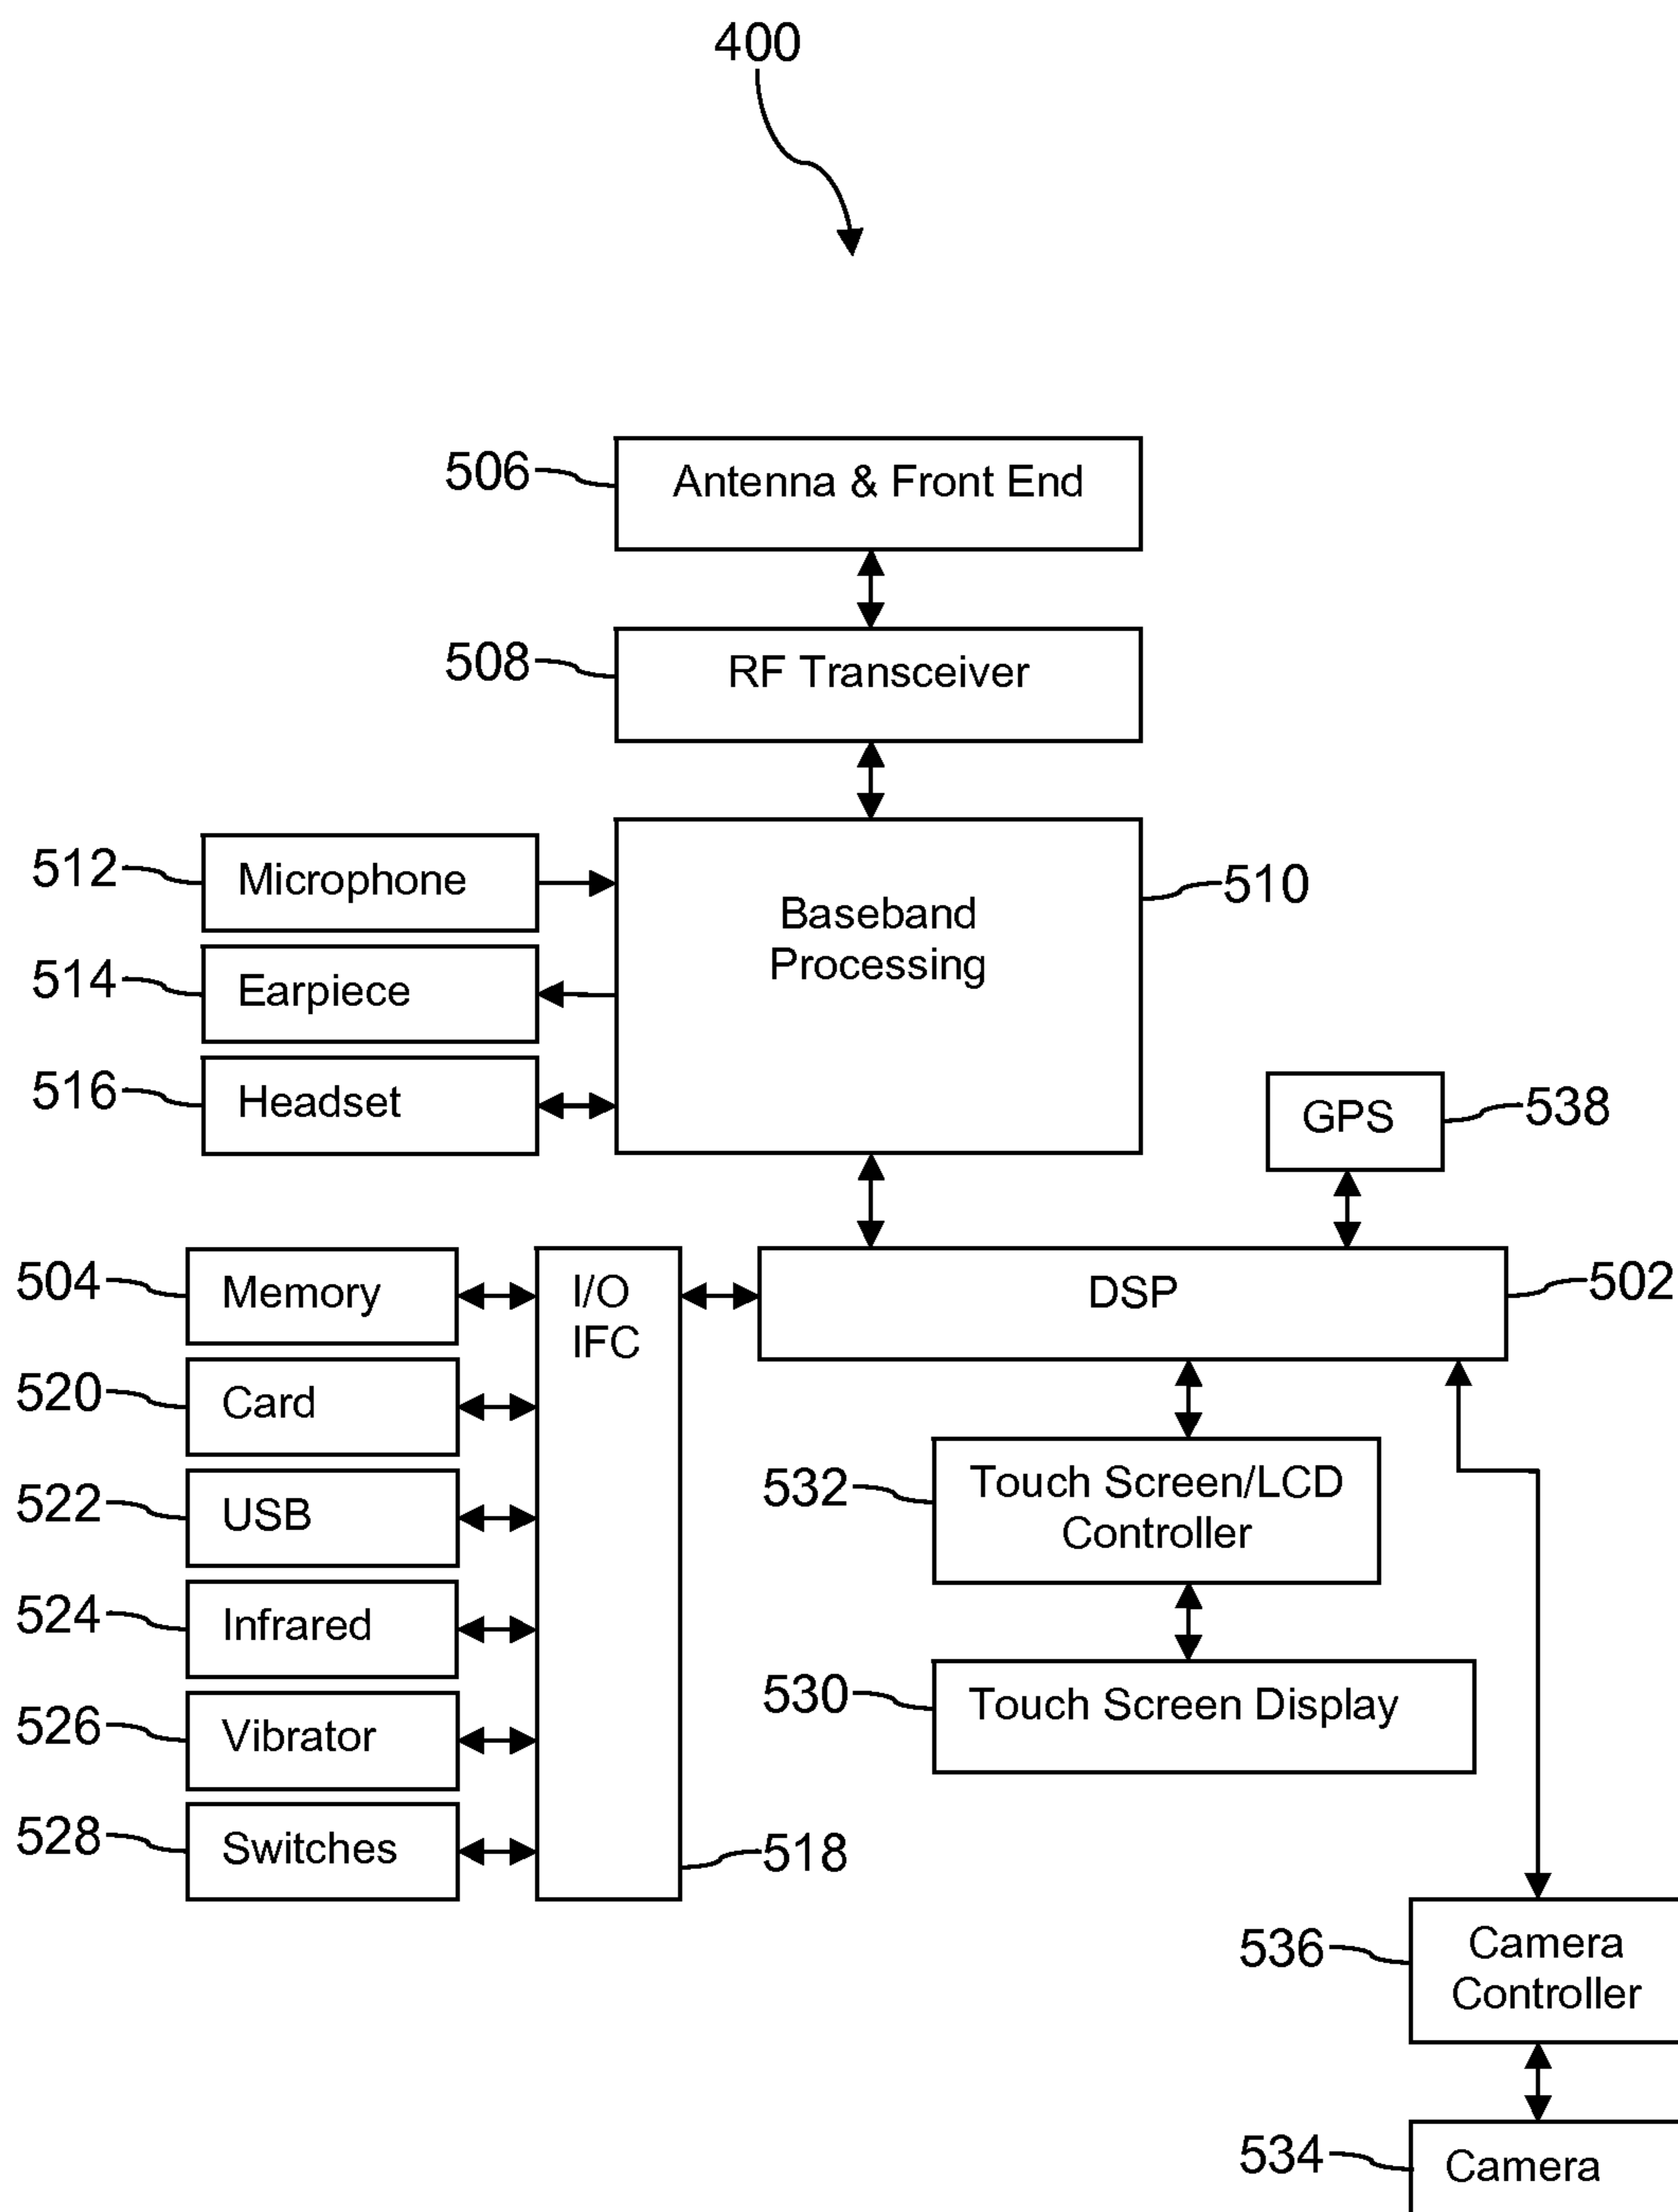 400
506
Antenna & Front End
508
RF Transceiver
512
Microphone
Baseband
Processing
510
514
Earpiece
516
Headset
GPS
538
504
Memory
I/O
IFC
DSP
502
520
Card
522
USB
532
Touch Screen/LCD
Controller
524
Infrared
530
Touch Screen Display
526
Vibrator
528
Switches
518
536
Camera
Controller
534
Camera